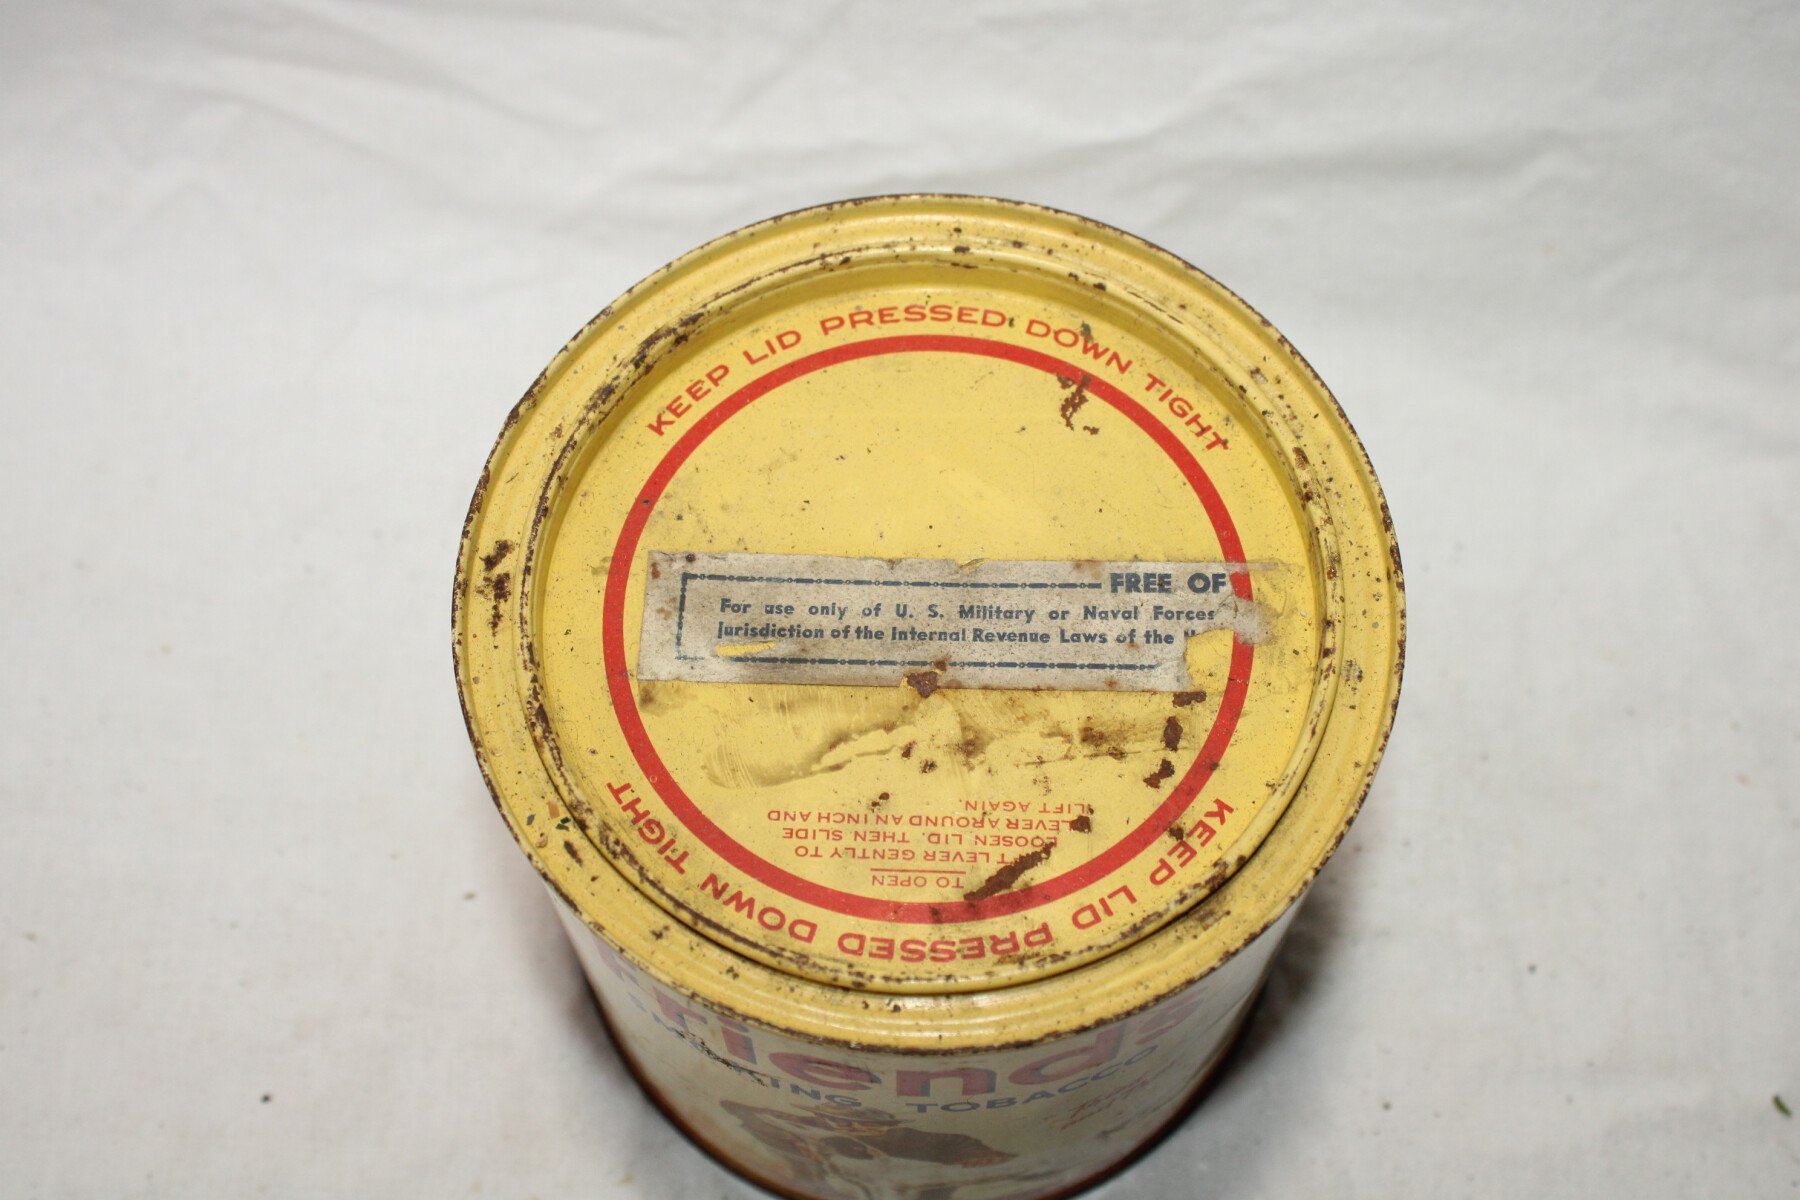 KEEP LID PRESSED DOWN TIGHT
FREE OF
For use only of U. S. Military or Naval Forces
Jurisdiction of the Internal Revenue Laws of the
TO OPEN
LEVER GENTLY TO
LOOSEN LID. THEN SLIDE
LEVER AROUND AN INCH AND
LIFT AGAIN.
KEEP LID PRESSED DOWN TIGHT
Friends
SMOKING TOBACCO